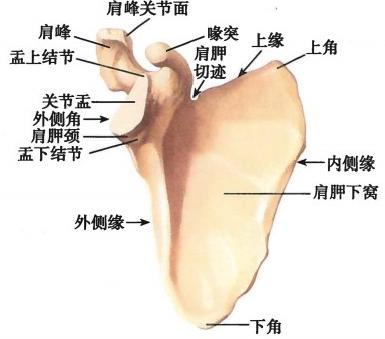 肩峰关节面
肩峰
喙突
盂上结节
肩胛
切迹
上缘
上角
关节盂
外侧角
肩胛颈
盂下结节
内侧缘
肩胛下窝
外侧缘
下角